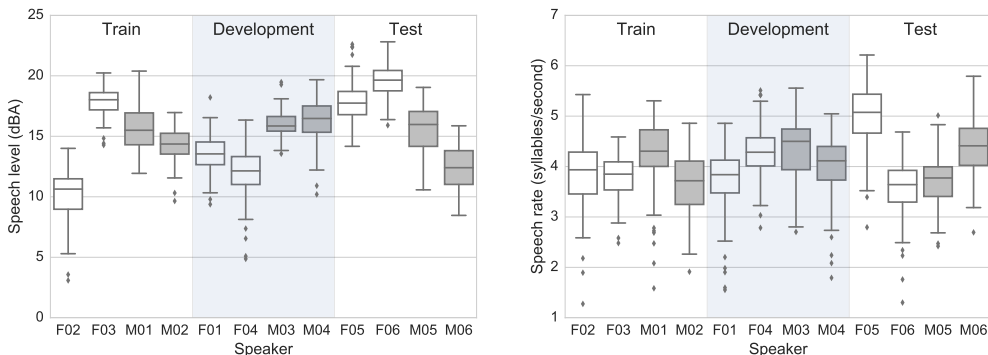 25
20
15
10
5
0
Speech level (dBA)
Train Development Test
F02 F03 M01 M02 F01 F04 M03 M04 F05 F06 M05 M06
Speaker
7
6
5
4
3
2
1
Speech rate (syllables/second)
Train Development Test
F02 F03 M01 M02 F01 F04 M03 M04 F05 F06 M05 M06
Speaker